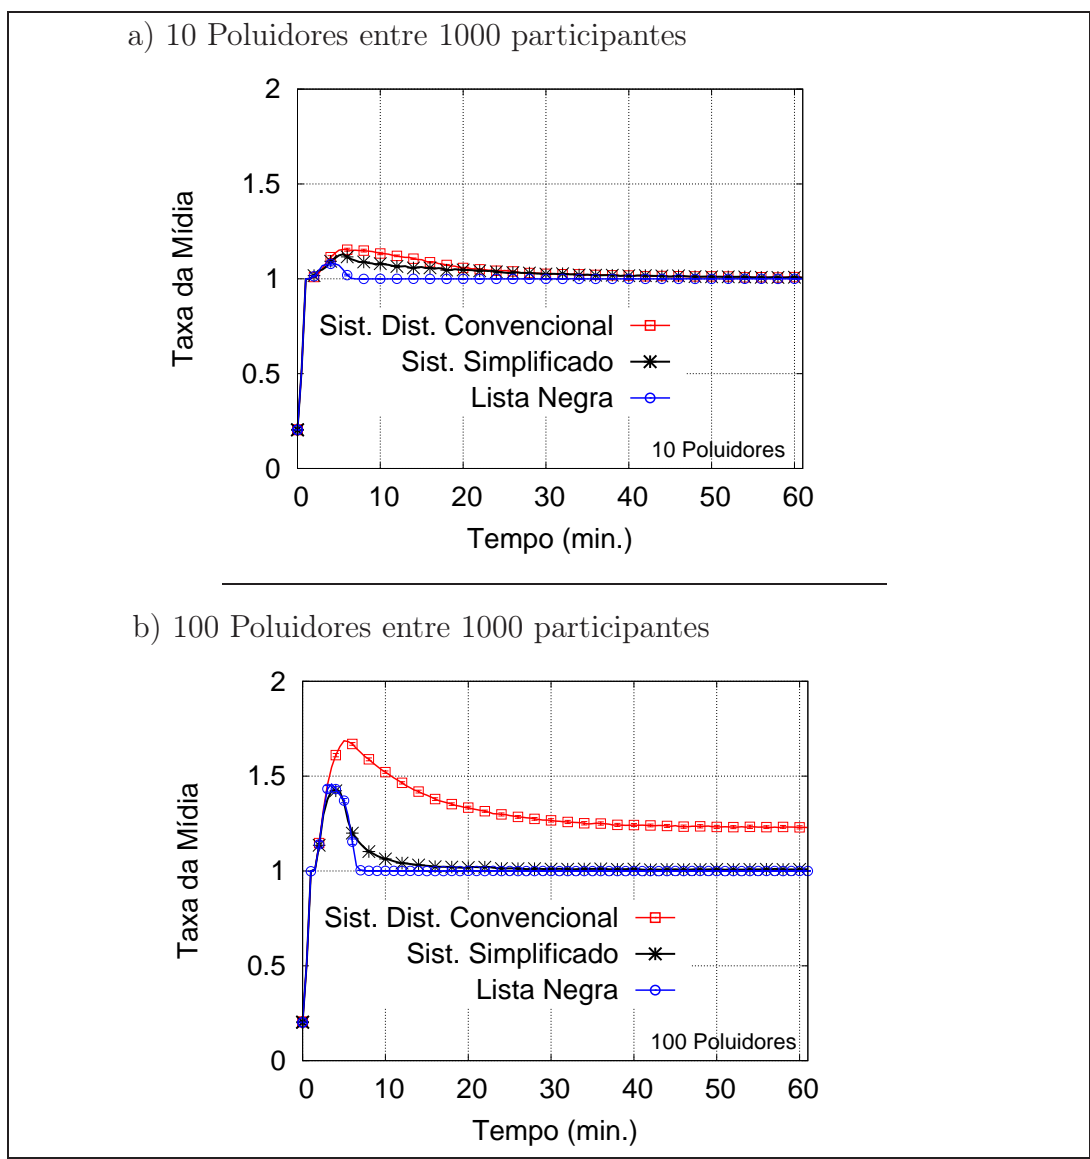 a) 10 Poluidores entre 1000 participantes
2
1.5
1
0.5
0
Taxa da Mídia
Sist. Dist. Convencional
Sist. Simplificado
Lista Negra
10 Poluidores
0 10 20 30 40 50 60
Tempo (min.)
b) 100 Poluidores entre 1000 participantes
2
1.5
1
0.5
0
Taxa da Mídia
Sist. Dist. Convencional
Sist. Simplificado
Lista Negra
100 Poluidores
0 10 20 30 40 50 60
Tempo (min.)